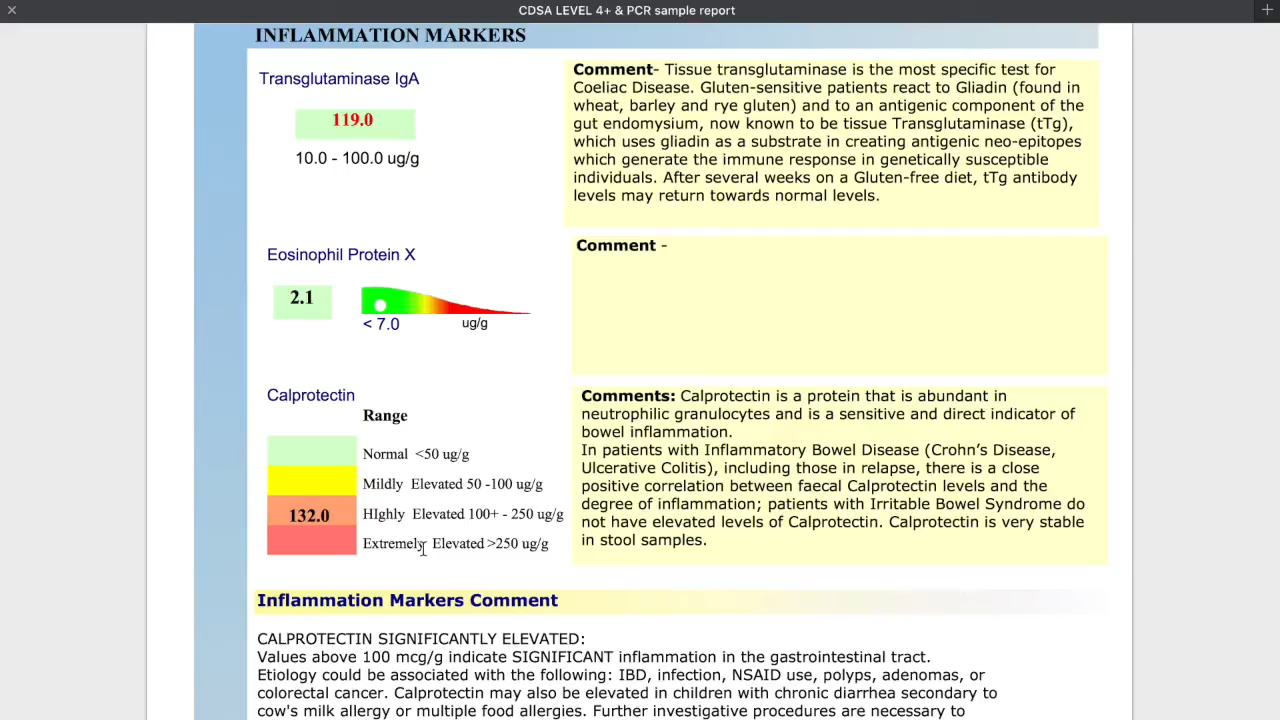 CDSA LEVEL 4+ & PCR sample report
INFLAMMATION MARKERS
Transglutaminase IgA
119.0
10.0 - 100.0 ug/g
Comment- Tissue transglutaminase is the most specific test for
Coeliac Disease. Gluten-sensitive patients react to Gliadin (found in
wheat, barley and rye gluten) and to an antigenic component of the
gut endomysium, now known to be tissue Transglutaminase (tTg),
which uses gliadin as a substrate in creating antigenic neo-epitopes
which generate the immune response in genetically susceptible
individuals. After several weeks on a Gluten-free diet, tTg antibody
levels may return towards normal levels.
Eosinophil Protein X
2.1
< 7.0 ug/g
Comment -
Calprotectin
Range
Normal <50 ug/g
Mildly Elevated 50 -100 ug/g
132.0 HIghly Elevated 100+ - 250 ug/g
Extremely Elevated >250 ug/g
Comments: Calprotectin is a protein that is abundant in
neutrophilic granulocytes and is a sensitive and direct indicator of
bowel inflammation.
In patients with Inflammatory Bowel Disease (Crohn’s Disease,
Ulcerative Colitis), including those in relapse, there is a close
positive correlation between faecal Calprotectin levels and the
degree of inflammation; patients with Irritable Bowel Syndrome do
not have elevated levels of Calprotectin. Calprotectin is very stable
in stool samples.
Inflammation Markers Comment
CALPROTECTIN SIGNIFICANTLY ELEVATED:
Values above 100 mcg/g indicate SIGNIFICANT inflammation in the gastrointestinal tract.
Etiology could be associated with the following: IBD, infection, NSAID use, polyps, adenomas, or
colorectal cancer. Calprotectin may also be elevated in children with chronic diarrhea secondary to
cow's milk allergy or multiple food allergies. Further investigative procedures are necessary to